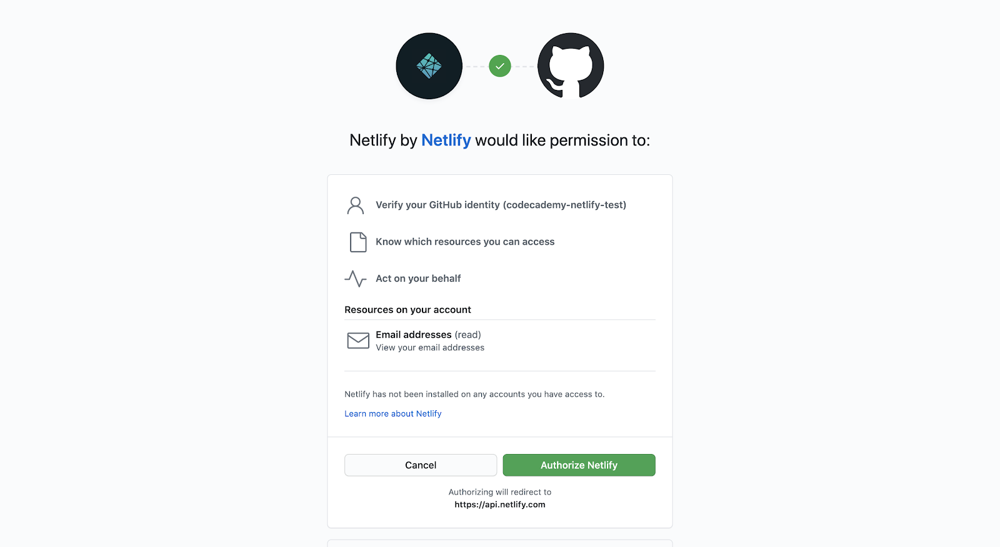 Netlify by Netlify would like permission to:
Verify your GitHub identity (codecademy-netlify-test)
Know which resources you can access
Act on your behalf
Resources on your account
Email addresses (read)
View your email addresses
Netlify has not been installed on any accounts you have access to.
Learn more about Netlify
Cancel
Authorize Netlify
Authorizing will redirect to
https://api.netlify.com